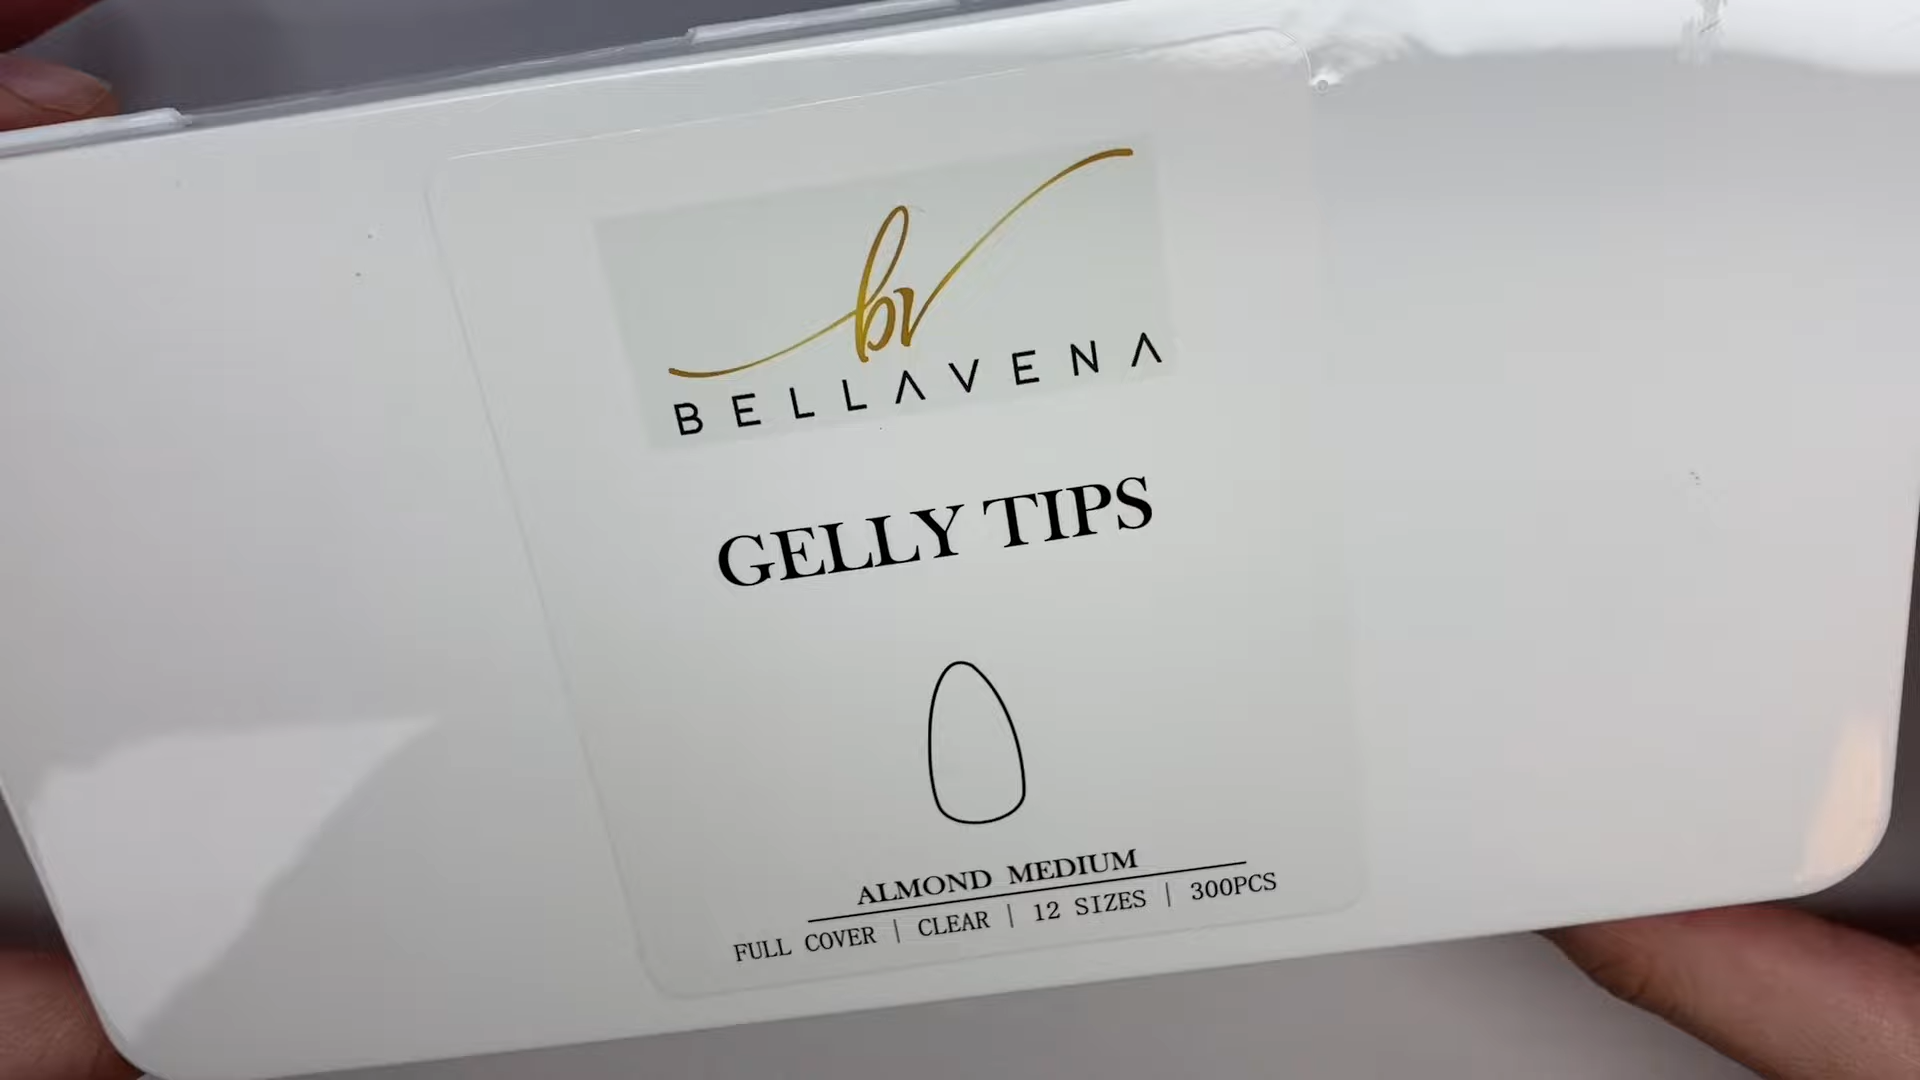 bv
BELLAVENA
GELLY TIPS
ALMOND MEDIUM
FULL COVER | CLEAR | 12 SIZES | 300PCS